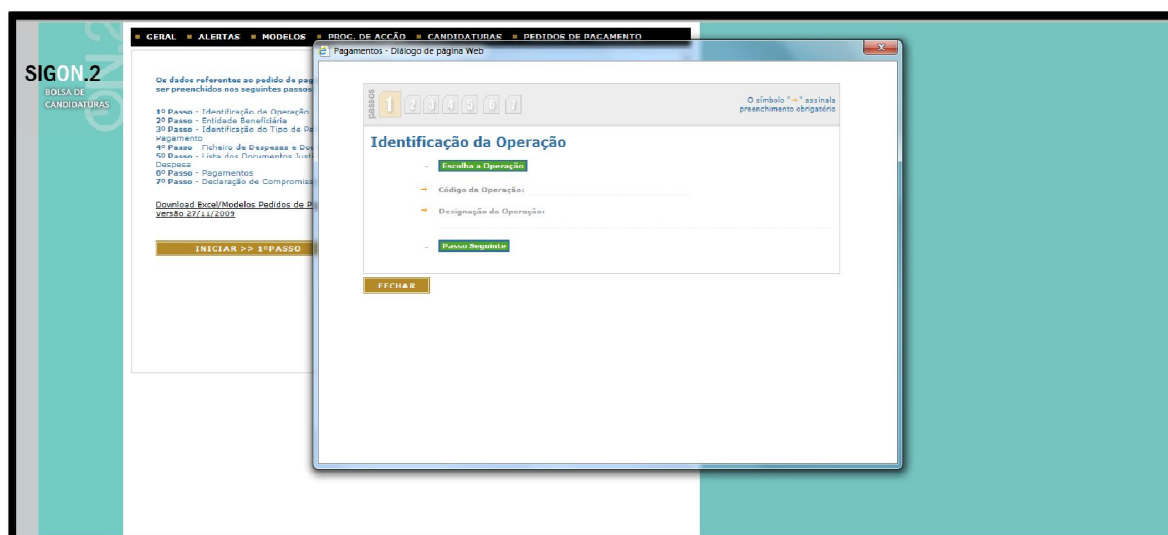 GERAL ALERTAS MODELOS PROG. DE ACÇÃO CANDIDATURAS PEDIDOS DE PAGAMENTO
SIGON.2
BOLSA DE
CANDIDATURAS
ON.2
Os dados referentes ao pedido de pag
ser preenchidos nos seguintes passos
1º Passo - Identificação da Operação
2º Passo - Entidade Beneficiária
3º Passo - Identificação do Tipo de Pe
Pagamento
4º Passo - Ficheiro de Despesas e Do
5º Passo - Lista dos Documentos Justi
Despesa
6º Passo - Pagamentos
7º Passo - Declaração de Compromiss
Download Excel/Modelos Pedidos de P
versão 27/11/2009
INICIAR >> 1ºPASSO
Pagamentos - Diálogo de página Web
x
passos
1 2 3 4 5 6 7
O símbolo "→" assinala
preenchimento obrigatório
Identificação da Operação
- Escolha a Operação
→ Código da Operação:
→ Designação da Operação:
- Passo Seguinte
FECHAR